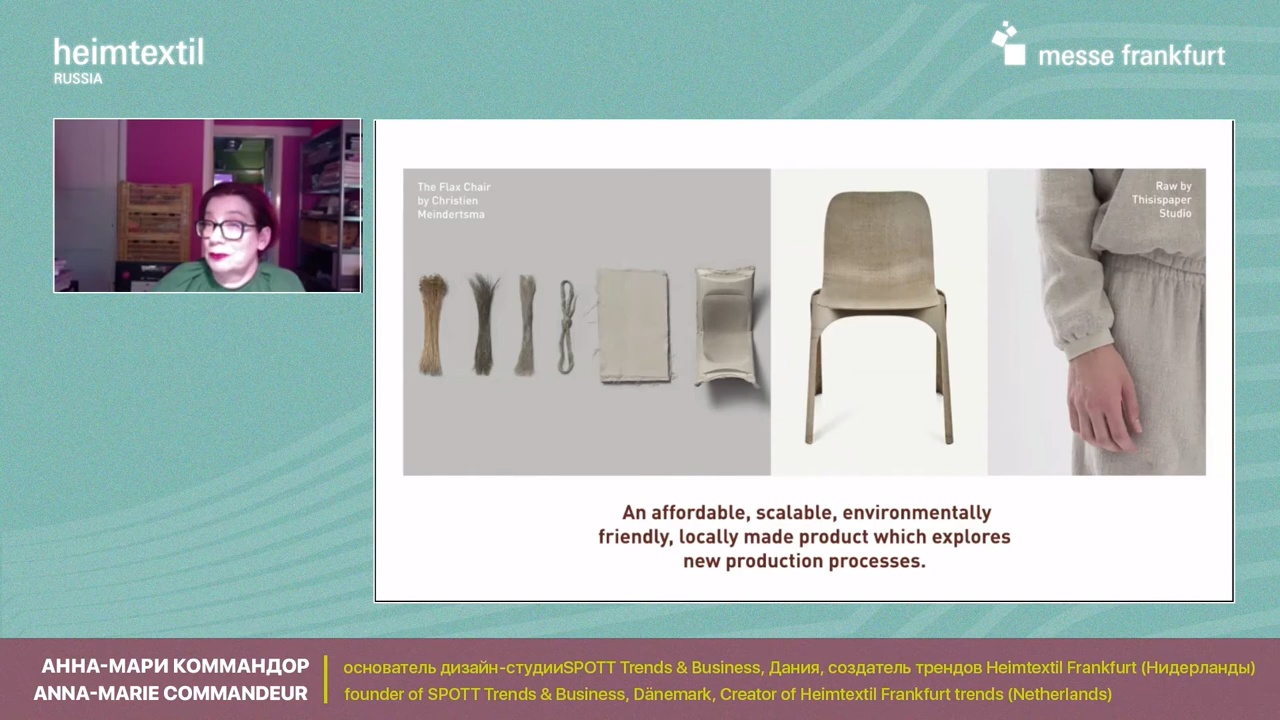 heimtextil
RUSSIA
messe frankfurt
The Flax Chair
by Christien
Meindertsma
Raw by
Thisispaper
Studio
An affordable, scalable, environmentally
friendly, locally made product which explores
new production processes.
АННА-МАРИ КОММАНДОР
ANNA-MARIE COMMANDEUR
основатель дизайн-студииSPOTT Trends & Business, Дания, создатель трендов Heimtextil Frankfurt (Нидерланды)
founder of SPOTT Trends & Business, Dänemark, Creator of Heimtextil Frankfurt trends (Netherlands)